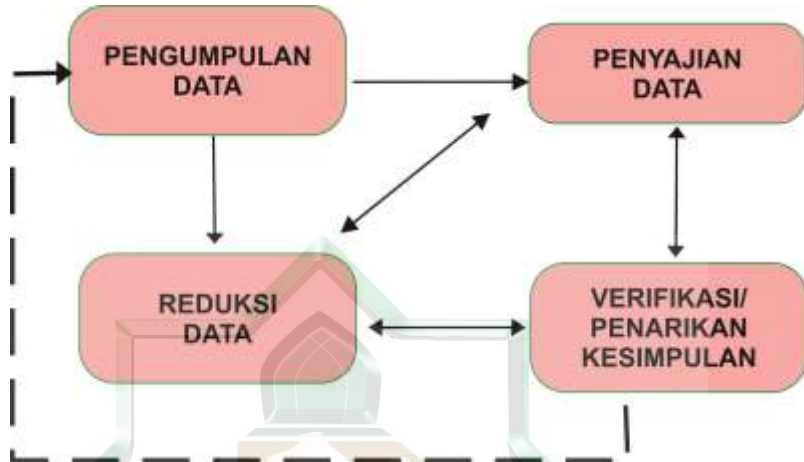 PENGUMPULAN
DATA
PENYAJIAN
DATA
REDUKSI
DATA
VERIFIKASI/
PENARIKAN
KESIMPULAN